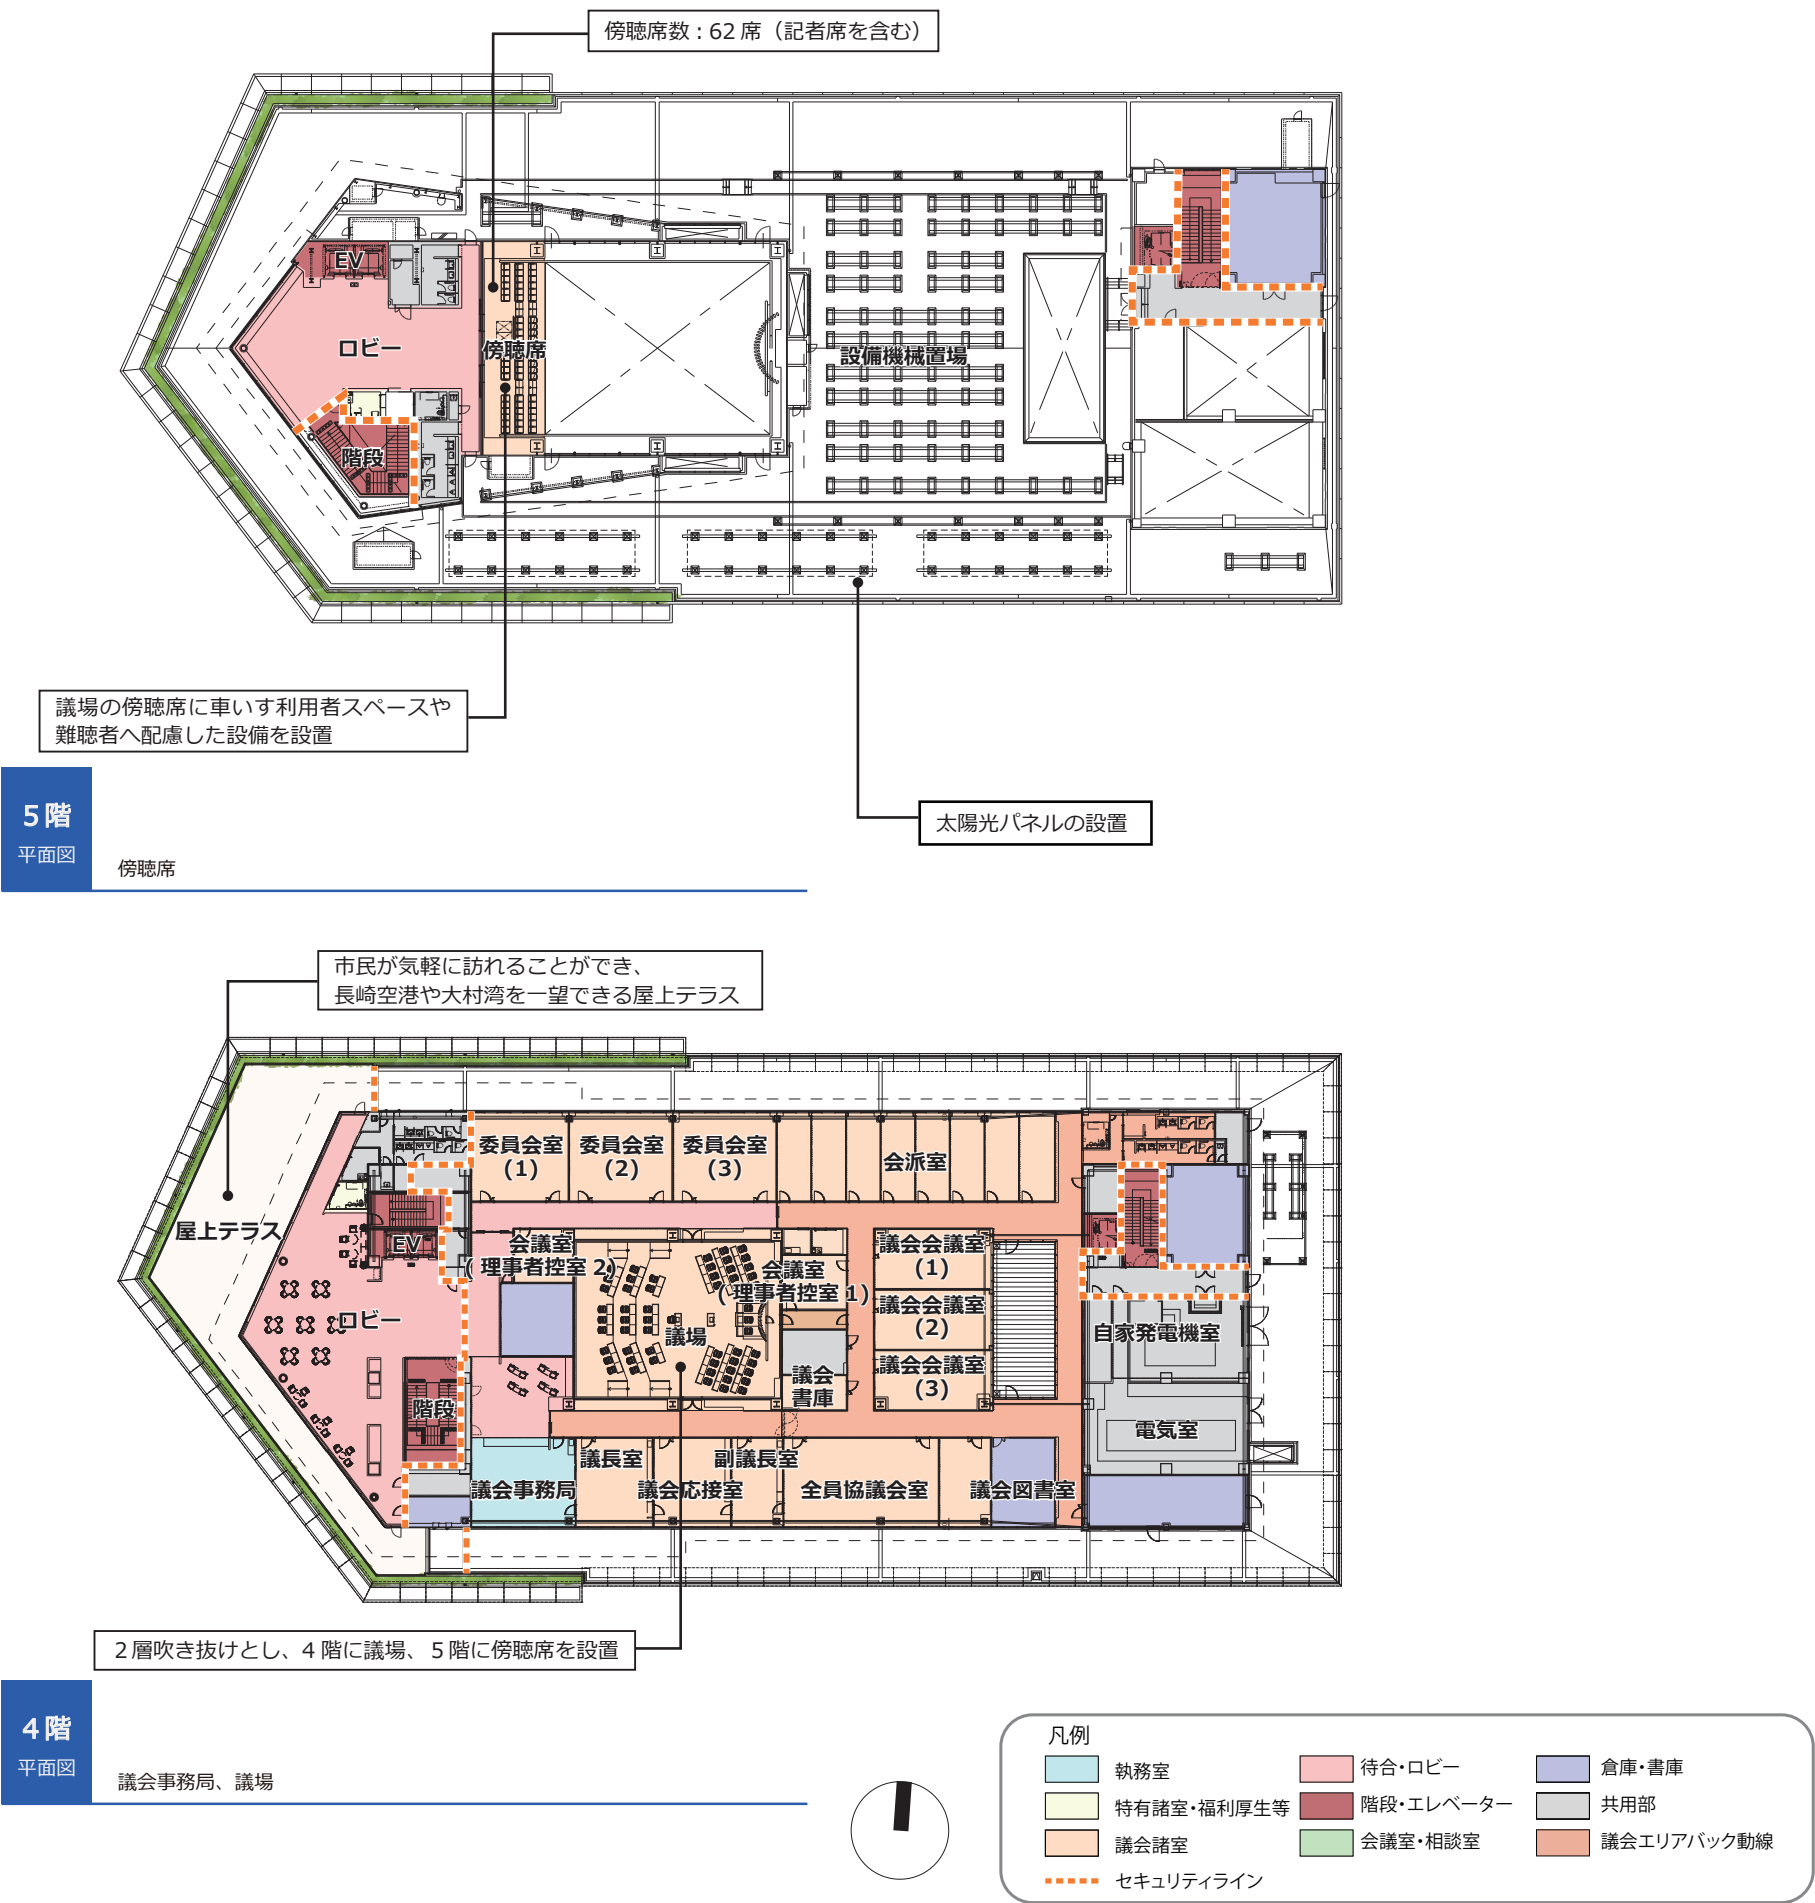 傍聴席数：62 席（記者席を含む）
EV
ロビー
傍聴席
設備機械置場
階段
議場の傍聴席に車いす利用者スペースや
難聴者へ配慮した設備を設置
太陽光パネルの設置
5階
平面図
傍聴席
市民が気軽に訪れることができ、
長崎空港や大村湾を一望できる屋上テラス
委員会室
(1)
委員会室
(2)
委員会室
(3)
会派室
屋上テラス
EV
会議室
(理事者控室 2)
会議室
(理事者控室 1)
議会会議室
(1)
議会会議室
(2)
議会会議室
(3)
ロビー
議場
議会
書庫
自家発電機室
階段
電気室
議会事務局
議長室
議会応接室
副議長室
全員協議会室
議会図書室
２層吹き抜けとし、4 階に議場、5 階に傍聴席を設置
4階
平面図
議会事務局、議場
凡例
執務室
待合・ロビー
倉庫・書庫
特有諸室・福利厚生等
階段・エレベーター
共用部
議会諸室
会議室・相談室
議会エリアバック動線
セキュリティライン